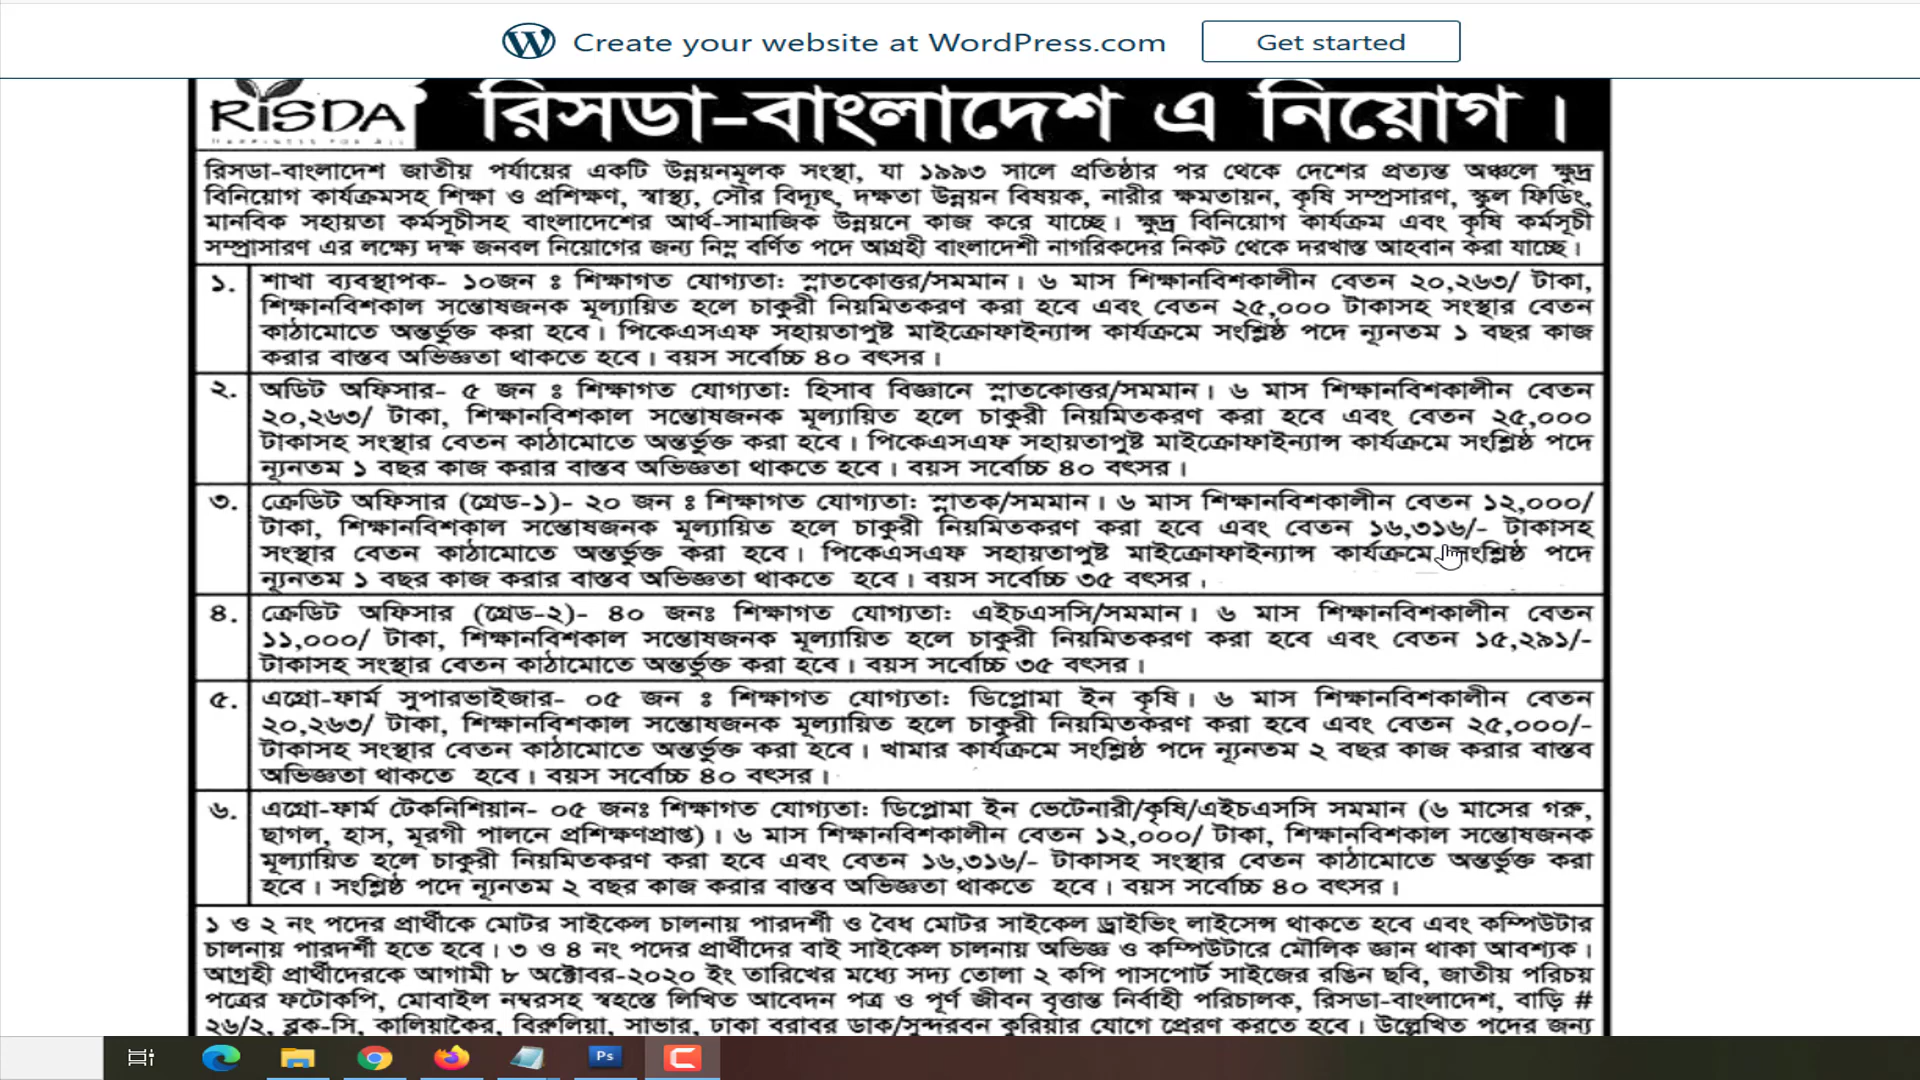 Create your website at WordPress.com
Get started
RiSDA
HAPPINESS FOR ALL
রিসডা-বাংলাদেশ এ নিয়োগ।
রিসডা-বাংলাদেশ জাতীয় পর্যায়ের একটি উন্নয়নমূলক সংস্থা, যা ১৯৯৩ সালে প্রতিষ্ঠার পর থেকে দেশের প্রত্যন্ত অঞ্চলে ক্ষুদ্র
বিনিয়োগ কার্যক্রমসহ শিক্ষা ও প্রশিক্ষণ, স্বাস্থ্য, সৌর বিদ্যুৎ, দক্ষতা উন্নয়ন বিষয়ক, নারীর ক্ষমতায়ন, কৃষি সম্প্রসারণ, স্কুল ফিডিং,
মানবিক সহায়তা কর্মসূচীসহ বাংলাদেশের আর্থ-সামাজিক উন্নয়নে কাজ করে যাচ্ছে। ক্ষুদ্র বিনিয়োগ কার্যক্রম এবং কৃষি কর্মসূচী
সম্প্রাসারণ এর লক্ষ্যে দক্ষ জনবল নিয়োগের জন্য নিম্ন বর্ণিত পদে আগ্রহী বাংলাদেশী নাগরিকদের নিকট থেকে দরখাস্ত আহবান করা যাচ্ছে।
১. শাখা ব্যবস্থাপক- ১০জন ঃ শিক্ষাগত যোগ্যতা: স্নাতকোত্তর/সমমান। ৬ মাস শিক্ষানবিশকালীন বেতন ২০,২৬৩/ টাকা,
শিক্ষানবিশকাল সন্তোষজনক মূল্যায়িত হলে চাকুরী নিয়মিতকরণ করা হবে এবং বেতন ২৫,০০০ টাকাসহ সংস্থার বেতন
কাঠামোতে অন্তর্ভুক্ত করা হবে। পিকেএসএফ সহায়তাপুষ্ট মাইক্রোফাইন্যান্স কার্যক্রমে সংশ্লিষ্ঠ পদে ন্যূনতম ১ বছর কাজ
করার বাস্তব অভিজ্ঞতা থাকতে হবে। বয়স সর্বোচ্চ ৪০ বৎসর।
২. অডিট অফিসার- ৫ জন ঃ শিক্ষাগত যোগ্যতা: হিসাব বিজ্ঞানে স্নাতকোত্তর/সমমান। ৬ মাস শিক্ষানবিশকালীন বেতন
২০,২৬৩/ টাকা, শিক্ষানবিশকাল সন্তোষজনক মূল্যায়িত হলে চাকুরী নিয়মিতকরণ করা হবে এবং বেতন ২৫,০০০
টাকাসহ সংস্থার বেতন কাঠামোতে অন্তর্ভুক্ত করা হবে। পিকেএসএফ সহায়তাপুষ্ট মাইক্রোফাইন্যান্স কার্যক্রমে সংশ্লিষ্ঠ পদে
ন্যূনতম ১ বছর কাজ করার বাস্তব অভিজ্ঞতা থাকতে হবে। বয়স সর্বোচ্চ ৪০ বৎসর।
৩. ক্রেডিট অফিসার (গ্রেড-১)- ২০ জন ঃ শিক্ষাগত যোগ্যতা: স্নাতক/সমমান। ৬ মাস শিক্ষানবিশকালীন বেতন ১২,০০০/
টাকা, শিক্ষানবিশকাল সন্তোষজনক মূল্যায়িত হলে চাকুরী নিয়মিতকরণ করা হবে এবং বেতন ১৬,৩১৬/- টাকাসহ
সংস্থার বেতন কাঠামোতে অন্তর্ভুক্ত করা হবে। পিকেএসএফ সহায়তাপুষ্ট মাইক্রোফাইন্যান্স কার্যক্রমে সংশ্লিষ্ঠ পদে
ন্যূনতম ১ বছর কাজ করার বাস্তব অভিজ্ঞতা থাকতে হবে। বয়স সর্বোচ্চ ৩৫ বৎসর।
৪. ক্রেডিট অফিসার (গ্রেড-২)- ৪০ জনঃ শিক্ষাগত যোগ্যতা: এইচএসসি/সমমান। ৬ মাস শিক্ষানবিশকালীন বেতন
১১,০০০/ টাকা, শিক্ষানবিশকাল সন্তোষজনক মূল্যায়িত হলে চাকুরী নিয়মিতকরণ করা হবে এবং বেতন ১৫,২৯১/-
টাকাসহ সংস্থার বেতন কাঠামোতে অন্তর্ভুক্ত করা হবে। বয়স সর্বোচ্চ ৩৫ বৎসর।
৫. এগ্রো-ফার্ম সুপারভাইজার- ০৫ জন ঃ শিক্ষাগত যোগ্যতা: ডিপ্লোমা ইন কৃষি। ৬ মাস শিক্ষানবিশকালীন বেতন
২০,২৬৩/ টাকা, শিক্ষানবিশকাল সন্তোষজনক মূল্যায়িত হলে চাকুরী নিয়মিতকরণ করা হবে এবং বেতন ২৫,০০০/-
টাকাসহ সংস্থার বেতন কাঠামোতে অন্তর্ভুক্ত করা হবে। খামার কার্যক্রমে সংশ্লিষ্ঠ পদে ন্যূনতম ২ বছর কাজ করার বাস্তব
অভিজ্ঞতা থাকতে হবে। বয়স সর্বোচ্চ ৪০ বৎসর।
৬. এগ্রো-ফার্ম টেকনিশিয়ান- ০৫ জনঃ শিক্ষাগত যোগ্যতা: ডিপ্লোমা ইন ভেটেনারী/কৃষি/এইচএসসি সমমান (৬ মাসের গরু,
ছাগল, হাস, মূরগী পালনে প্রশিক্ষণপ্রাপ্ত)। ৬ মাস শিক্ষানবিশকালীন বেতন ১২,০০০/ টাকা, শিক্ষানবিশকাল সন্তোষজনক
মূল্যায়িত হলে চাকুরী নিয়মিতকরণ করা হবে এবং বেতন ১৬,৩১৬/- টাকাসহ সংস্থার বেতন কাঠামোতে অন্তর্ভুক্ত করা
হবে। সংশ্লিষ্ঠ পদে ন্যূনতম ২ বছর কাজ করার বাস্তব অভিজ্ঞতা থাকতে হবে। বয়স সর্বোচ্চ ৪০ বৎসর।
১ ও ২ নং পদের প্রার্থীকে মোটর সাইকেল চালনায় পারদর্শী ও বৈধ মোটর সাইকেল ড্রাইভিং লাইসেন্স থাকতে হবে এবং কম্পিউটার
চালনায় পারদর্শী হতে হবে। ৩ ও ৪ নং পদের প্রার্থীদের বাই সাইকেল চালনায় অভিজ্ঞ ও কম্পিউটারে মৌলিক জ্ঞান থাকা আবশ্যক।
আগ্রহী প্রার্থীদেরকে আগামী ৮ অক্টোবর-২০২০ ইং তারিখের মধ্যে সদ্য তোলা ২ কপি পাসপোর্ট সাইজের রঙিন ছবি, জাতীয় পরিচয়
পত্রের ফটোকপি, মোবাইল নম্বরসহ স্বহস্তে লিখিত আবেদন পত্র ও পূর্ণ জীবন বৃত্তান্ত নির্বাহী পরিচালক, রিসডা-বাংলাদেশ, বাড়ি #
২৬/২, ব্লক-সি, কালিয়াকৈর, বিরুলিয়া, সাভার, ঢাকা বরাবর ডাক/সুন্দরবন কুরিয়ার যোগে প্রেরণ করতে হবে। উল্লেখিত পদের জন্য
Ps